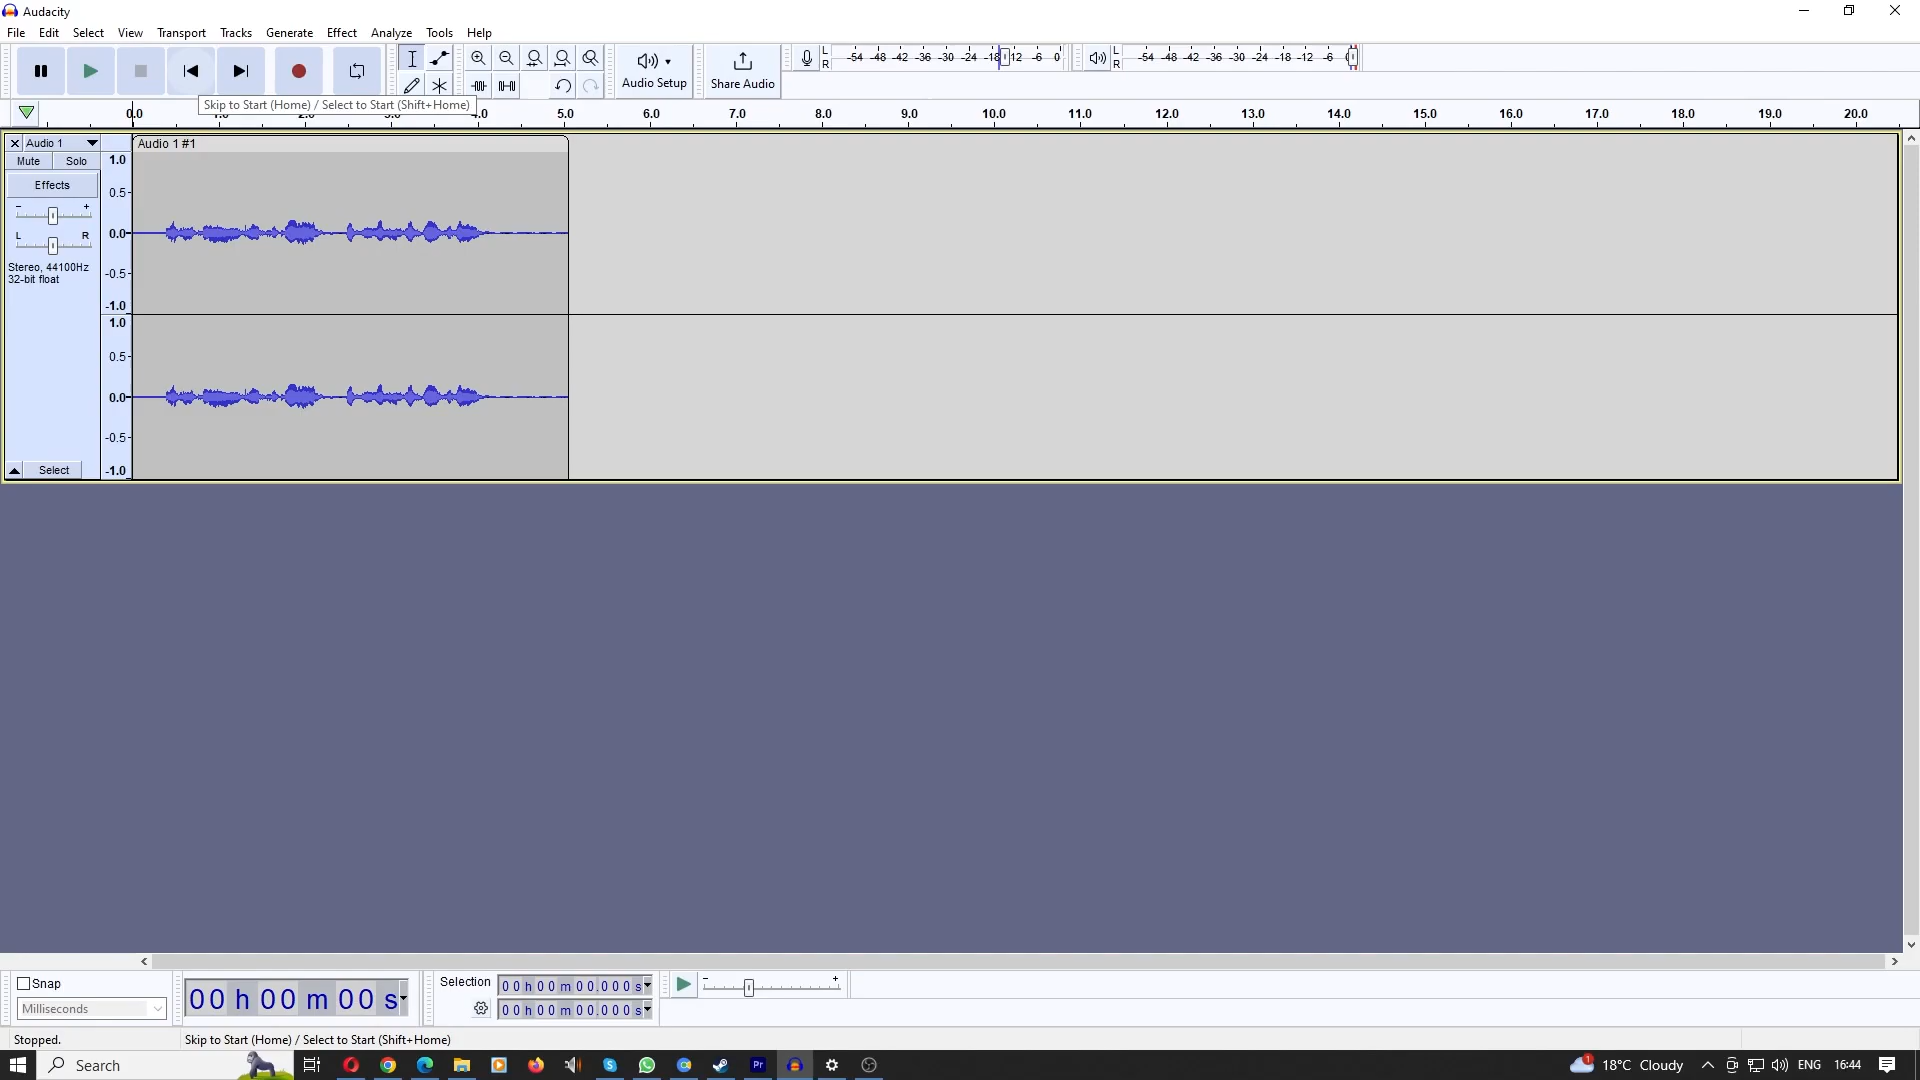 Audacity
File Edit Select View Transport Tracks Generate Effect Analyze Tools Help
Audio Setup
Share Audio
L
R
-54 -48 -42 -36 -30 -24 -18 -12 -6 0
L
R
-54 -48 -42 -36 -30 -24 -18 -12 -6 0
Skip to Start (Home) / Select to Start (Shift+Home)
0.0 1.0 2.0 3.0 4.0 5.0 6.0 7.0 8.0 9.0 10.0 11.0 12.0 13.0 14.0 15.0 16.0 17.0 18.0 19.0 20.0
Audio 1
Audio 1 #1
Mute Solo
Effects
- +
L R
Stereo, 44100Hz
32-bit float
Select
1.0
0.5
0.0
-0.5
-1.0
1.0
0.5
0.0
-0.5
-1.0
Snap
Milliseconds
00 h 00 m 00 s
Selection
00 h 00 m 00.000 s
00 h 00 m 00.000 s
- +
Stopped.
Skip to Start (Home) / Select to Start (Shift+Home)
Search
Pr
1
18°C Cloudy
ENG
16:44